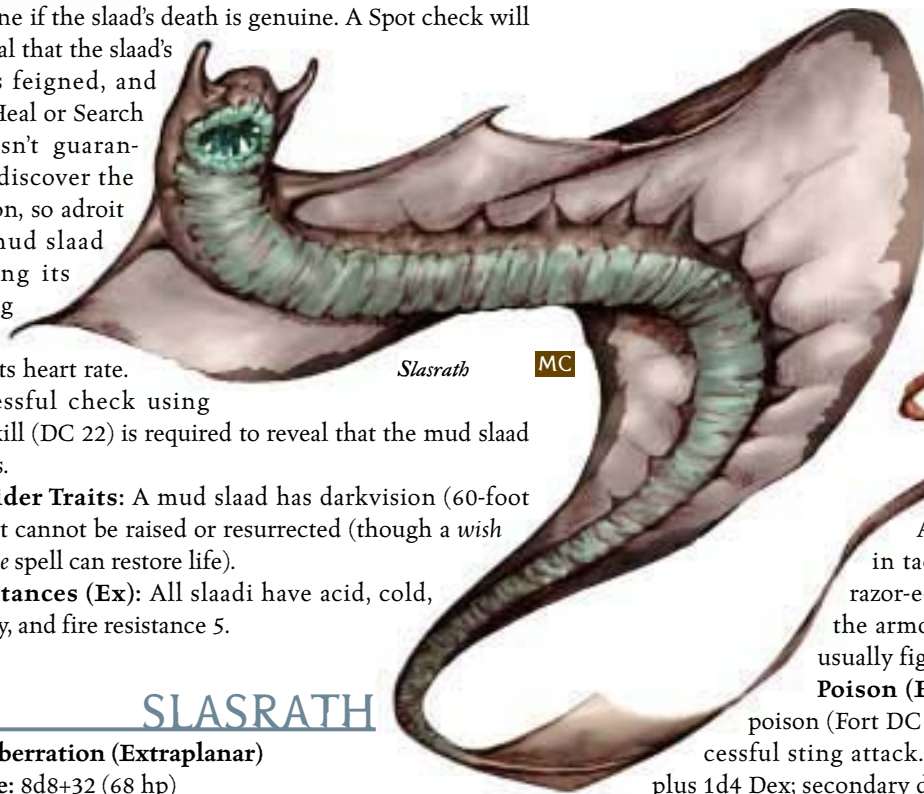 ne if the slaad’s death is genuine. A Spot check will
al that the slaad’s
s feigned, and
Heal or Search
sn’t guaran-
discover the
on, so adroit
nud slaad
ng its
g
ts heart rate.
essful check using
kill (DC 22) is required to reveal that the mud slaad
s.
ider Traits: A mud slaad has darkvision (60-foot
t cannot be raised or resurrected (though a wish
e spell can restore life).
tances (Ex): All slaadi have acid, cold,
y, and fire resistance 5.
SLASRATH
berration (Extraplanar)
e: 8d8+32 (68 hp)
Slasrath
MC
A
in tac
razor-e
the armo
usually fig
Poison (E
poison (Fort DC
cessful sting attack.
plus 1d4 Dex; secondary d